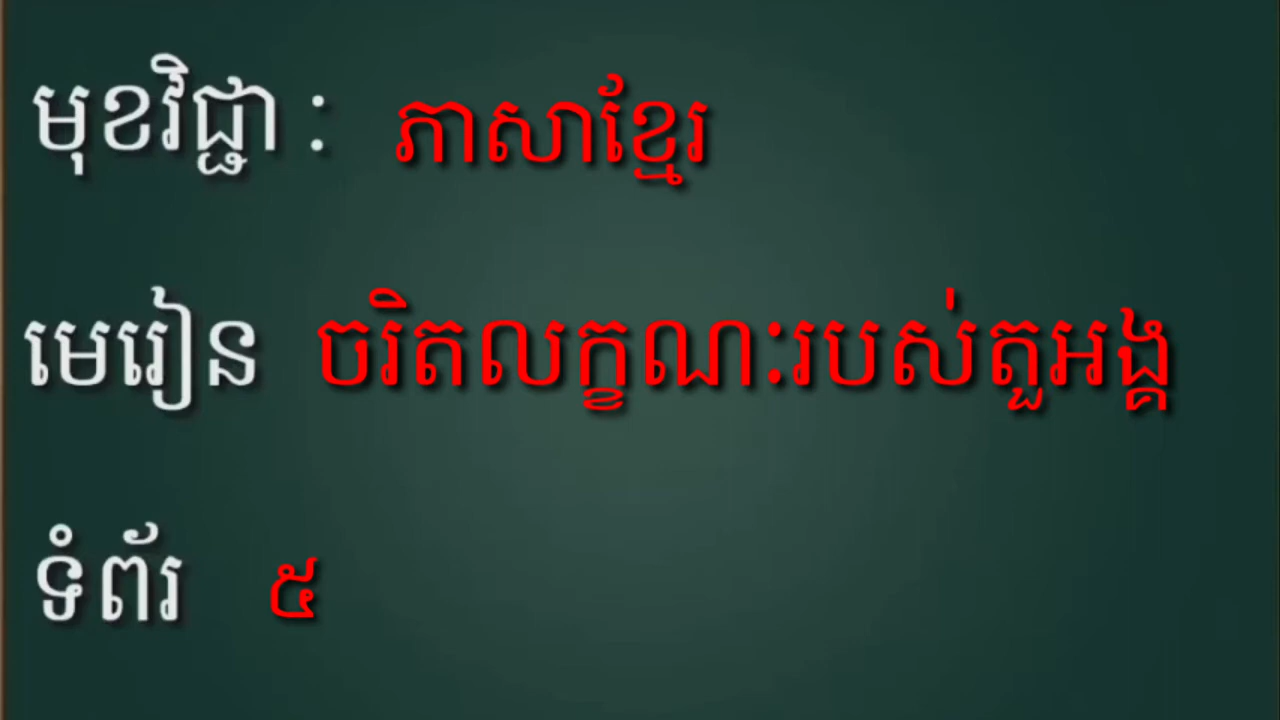 មុខវិជ្ជា : ភាសាខ្មែរ
មេរៀន ចរិតលក្ខណៈរបស់តួអង្គ
ទំព័រ ៥